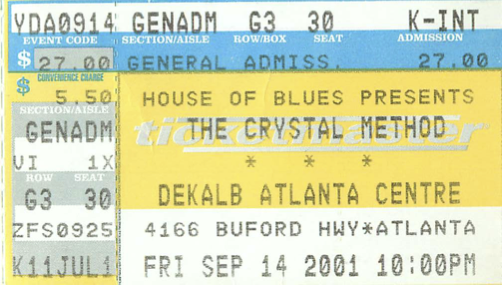 YDA0914 GENADM G3 30 K-INT
EVENT CODE SECTION/AISLE ROW/BOX SEAT ADMISSION
$ 27.00 GENERAL ADMISS. 27.00
$ CONVENIENCE CHARGE
5.50 HOUSE OF BLUES PRESENTS
SECTION/AISLE
GENADM THE CRYSTAL METHOD
ticketmaster
VI 1X * * *
ROW SEAT
G3 30 DEKALB ATLANTA CENTRE
ZFS0925 4166 BUFORD HWY*ATLANTA
K11JUL1 FRI SEP 14 2001 10:00PM